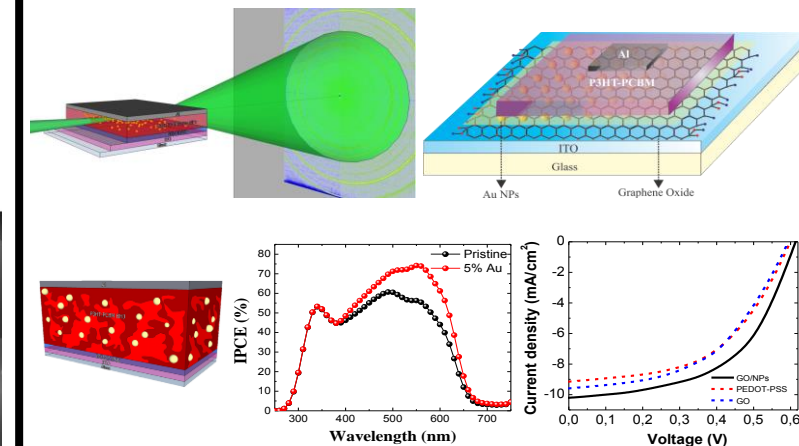 Al
P3HT-PCBM
ITO
Glass
Au NPs
Graphene Oxide
IPCE (%)
80
70
60
50
40
30
20
10
0
300
400
500
600
700
Wavelength (nm)
Pristine
5% Au
Current density (mA/cm²)
0
-2
-4
-6
-8
-10
0,0
0,1
0,2
0,3
0,4
0,5
0,6
Voltage (V)
GO/NPs
PEDOT-PSS
GO